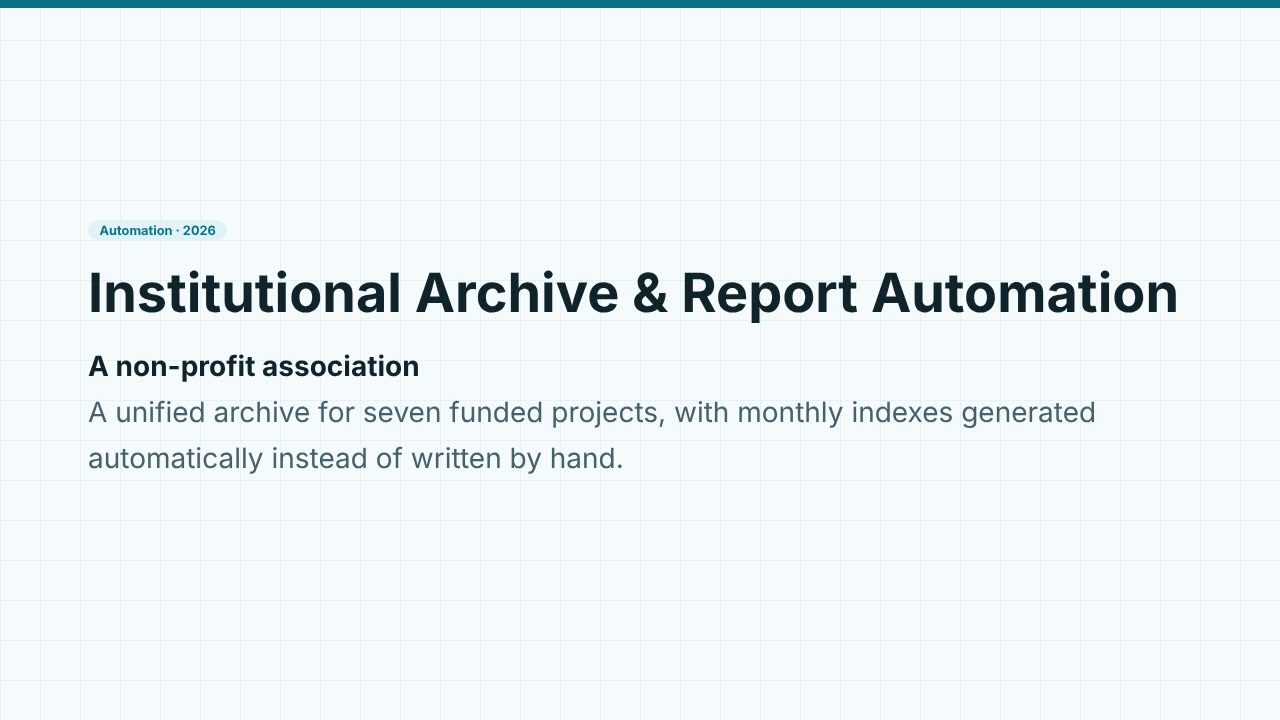 Automation · 2026
Institutional Archive & Report Automation
A non-profit association
A unified archive for seven funded projects, with monthly indexes generated
automatically instead of written by hand.